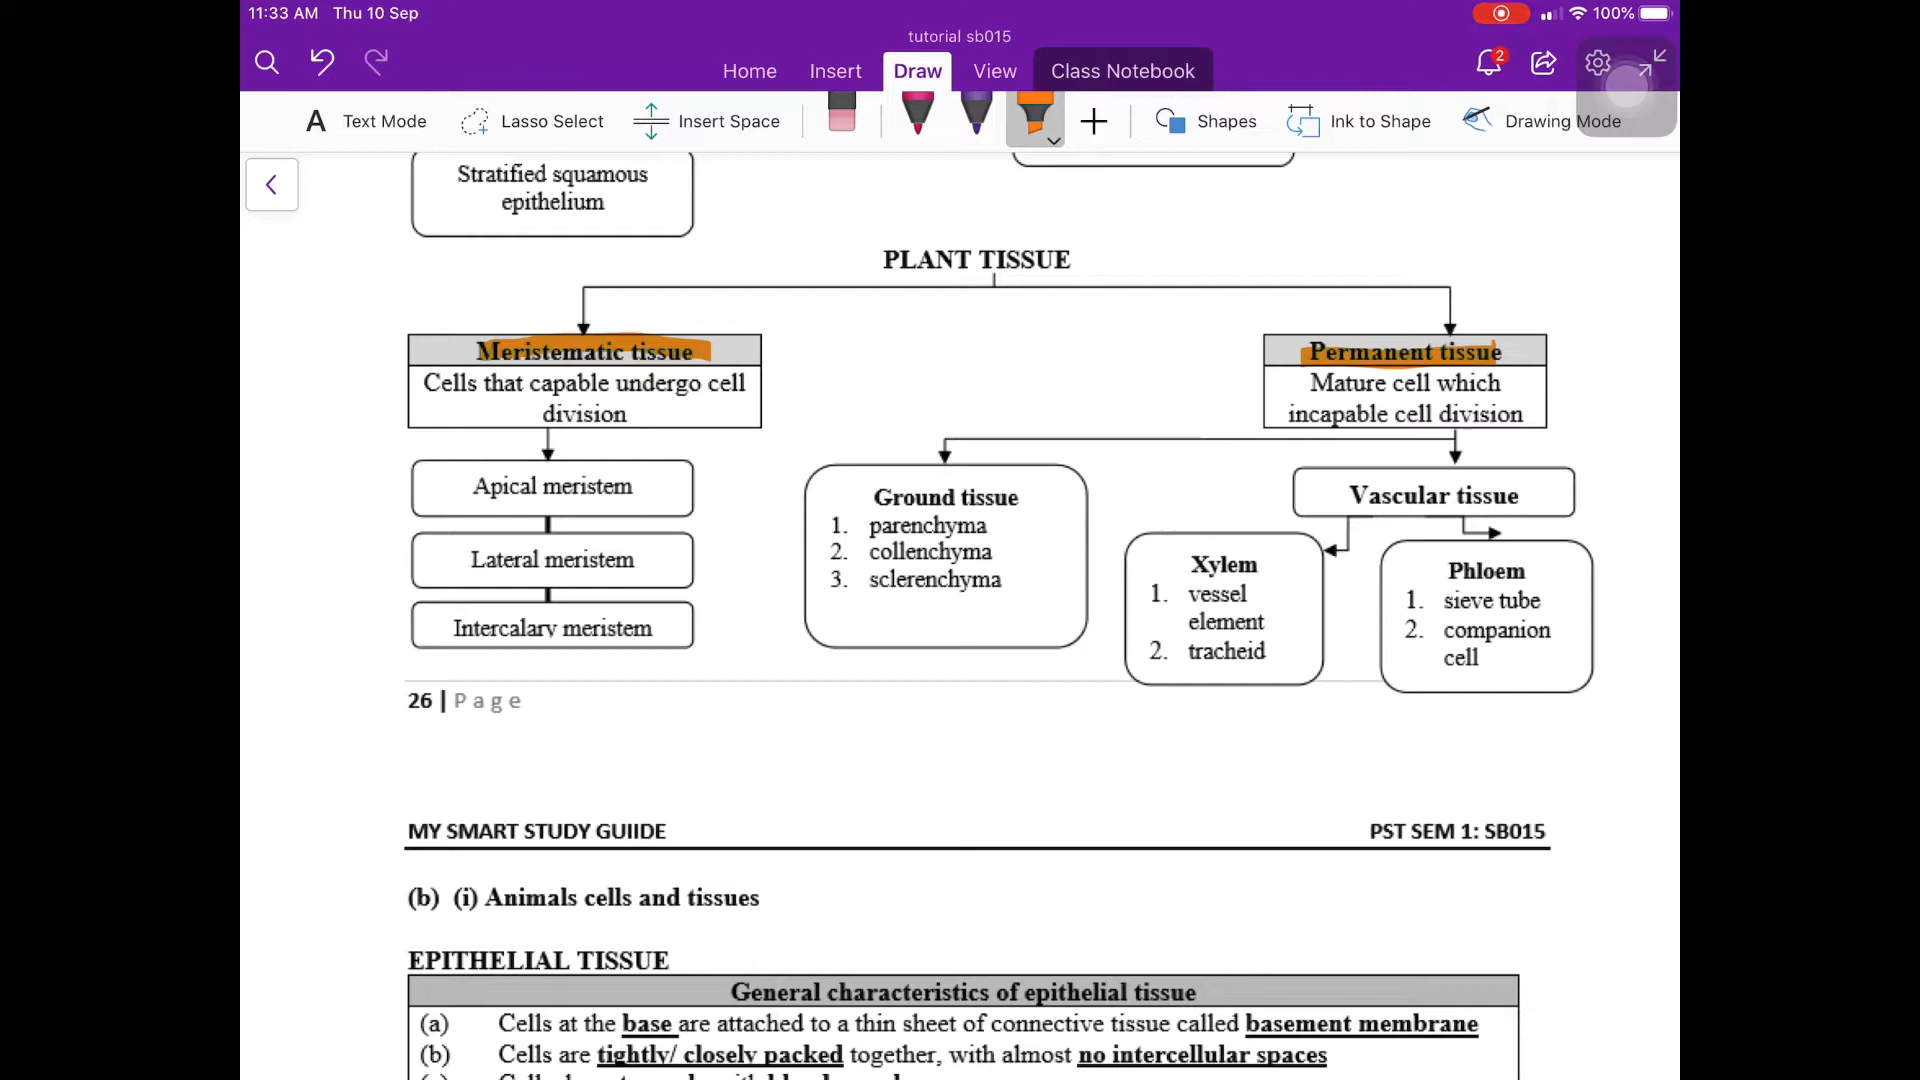 11:33 AM Thu 10 Sep
100%
tutorial sb015
Home Insert Draw View Class Notebook
2
A Text Mode Lasso Select Insert Space Shapes Ink to Shape Drawing Mode
Stratified squamous
epithelium
PLANT TISSUE
Meristematic tissue
Cells that capable undergo cell
division
Permanent tissue
Mature cell which
incapable cell division
Apical meristem
Lateral meristem
Intercalary meristem
Ground tissue
1. parenchyma
2. collenchyma
3. sclerenchyma
Vascular tissue
Xylem
1. vessel
element
2. tracheid
Phloem
1. sieve tube
2. companion
cell
26 | Page
MY SMART STUDY GUIIDE PST SEM 1: SB015
(b) (i) Animals cells and tissues
EPITHELIAL TISSUE
General characteristics of epithelial tissue
(a) Cells at the base are attached to a thin sheet of connective tissue called basement membrane
(b) Cells are tightly/ closely packed together, with almost no intercellular spaces